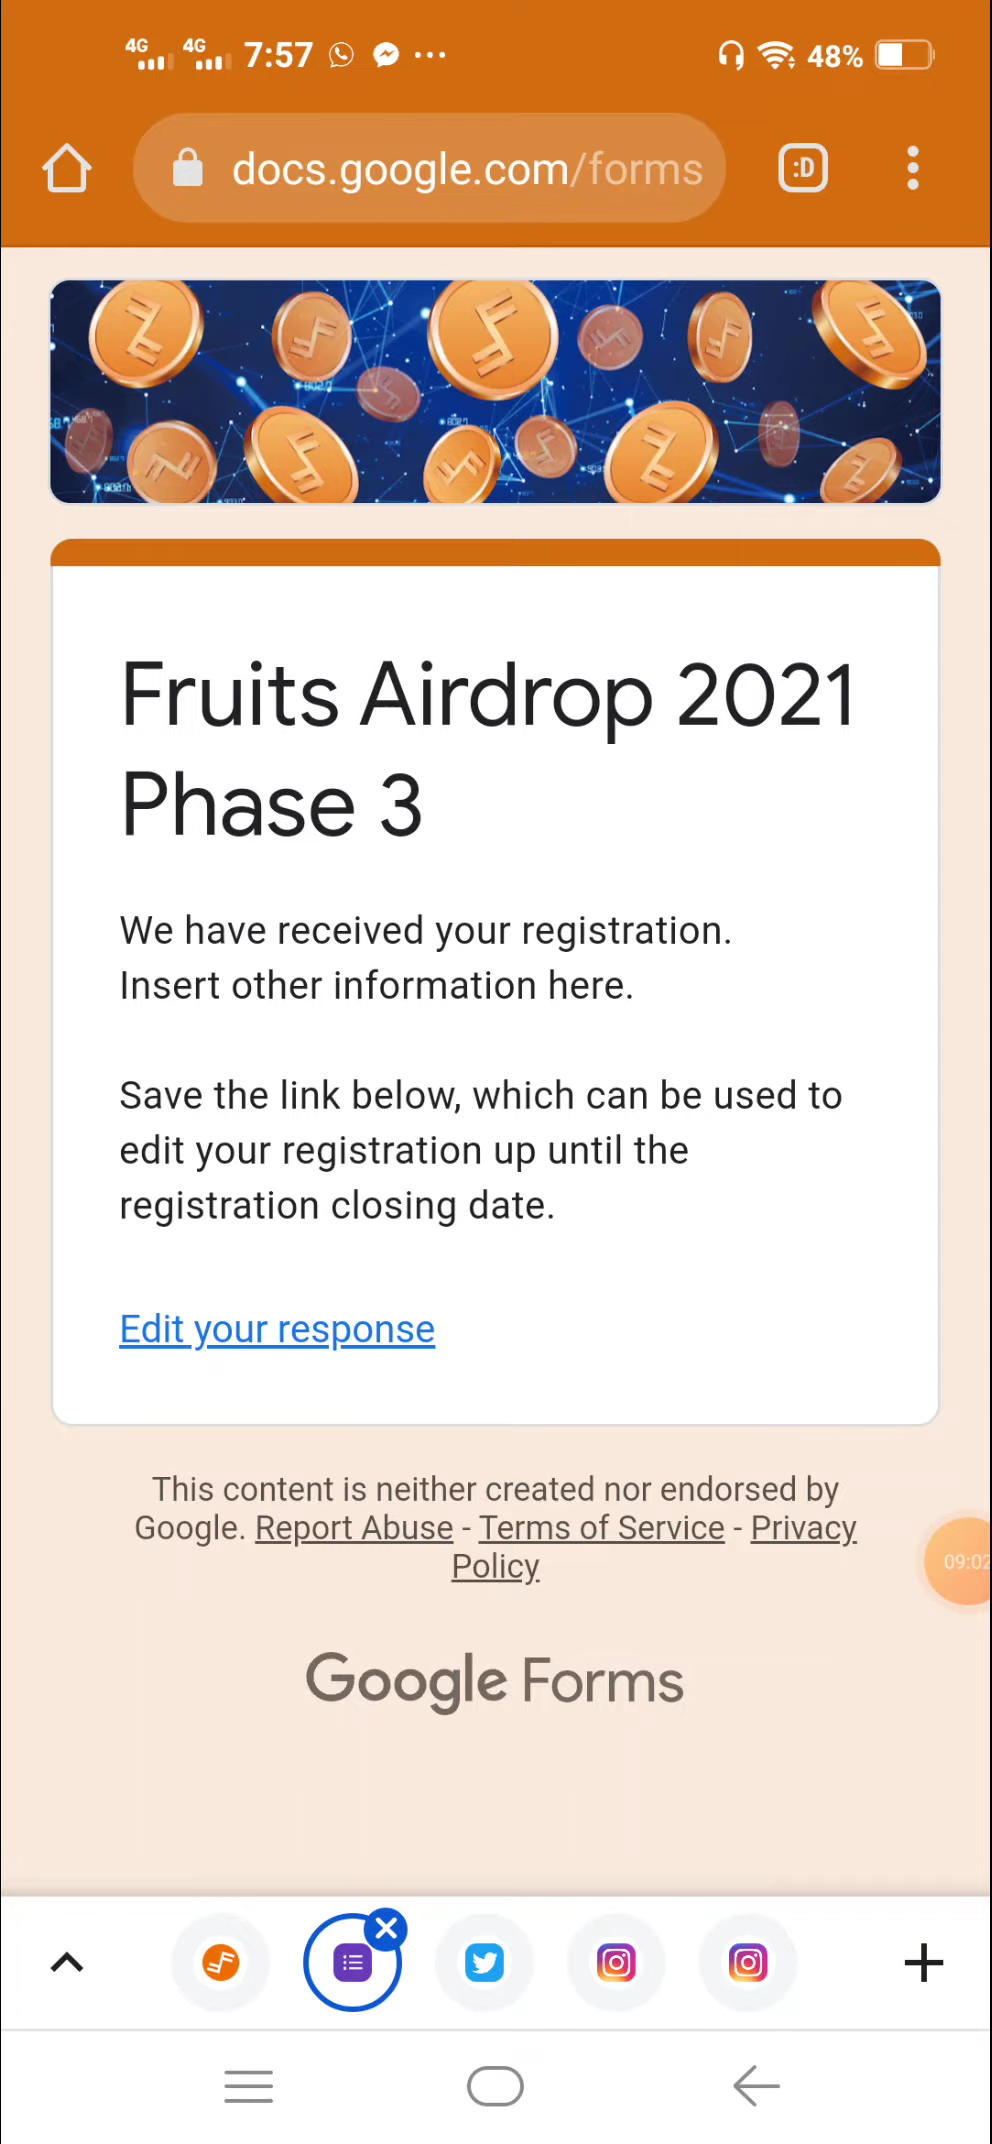 4G 4G 7:57 48%
docs.google.com/forms
:D
Fruits Airdrop 2021
Phase 3
We have received your registration.
Insert other information here.
Save the link below, which can be used to
edit your registration up until the
registration closing date.
Edit your response
This content is neither created nor endorsed by
Google. Report Abuse - Terms of Service - Privacy
Policy
09:02
Google Forms